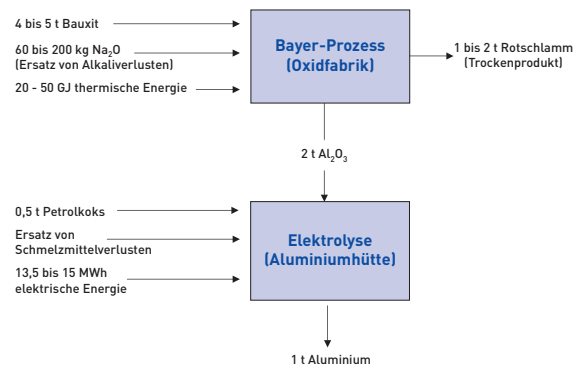 4 bis 5 t Bauxit
60 bis 200 kg Na₂O
(Ersatz von Alkaliverlusten)
20 - 50 GJ thermische Energie
Bayer-Prozess
(Oxidfabrik)
1 bis 2 t Rotschlamm
(Trockenprodukt)
2 t Al₂O₃
0,5 t Petrolkoks
Ersatz von
Schmelzmittelverlusten
13,5 bis 15 MWh
elektrische Energie
Elektrolyse
(Aluminiumhütte)
1 t Aluminium